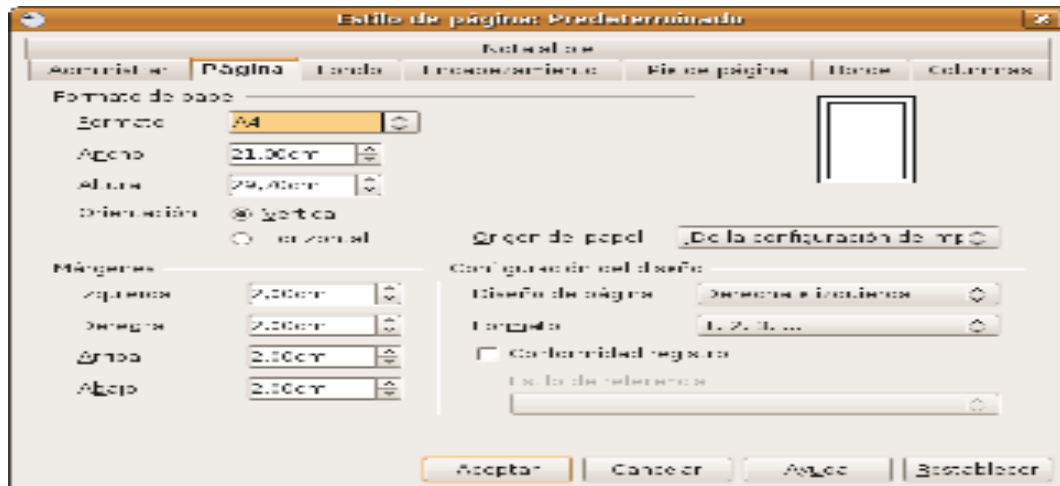 Estilo de página: Predeterminado
Nota al pie
Administrar Página Fondo Encabezamiento Pie de página Borde Columnas
Formato de papel
Formato A4
Ancho 21,00cm
Altura 29,70cm
Orientación Vertical
Horizontal
Origen de papel [De la configuración de imp
Márgenes
Configuración del diseño
Izquierda 2,00cm
Diseño de página Derecha e izquierda
Derecha 2,00cm
Formato 1, 2, 3, ...
Arriba 2,00cm
Conformidad registro
Abajo 2,00cm
Estilo de referencia
Aceptar Cancelar Ayuda Restablecer